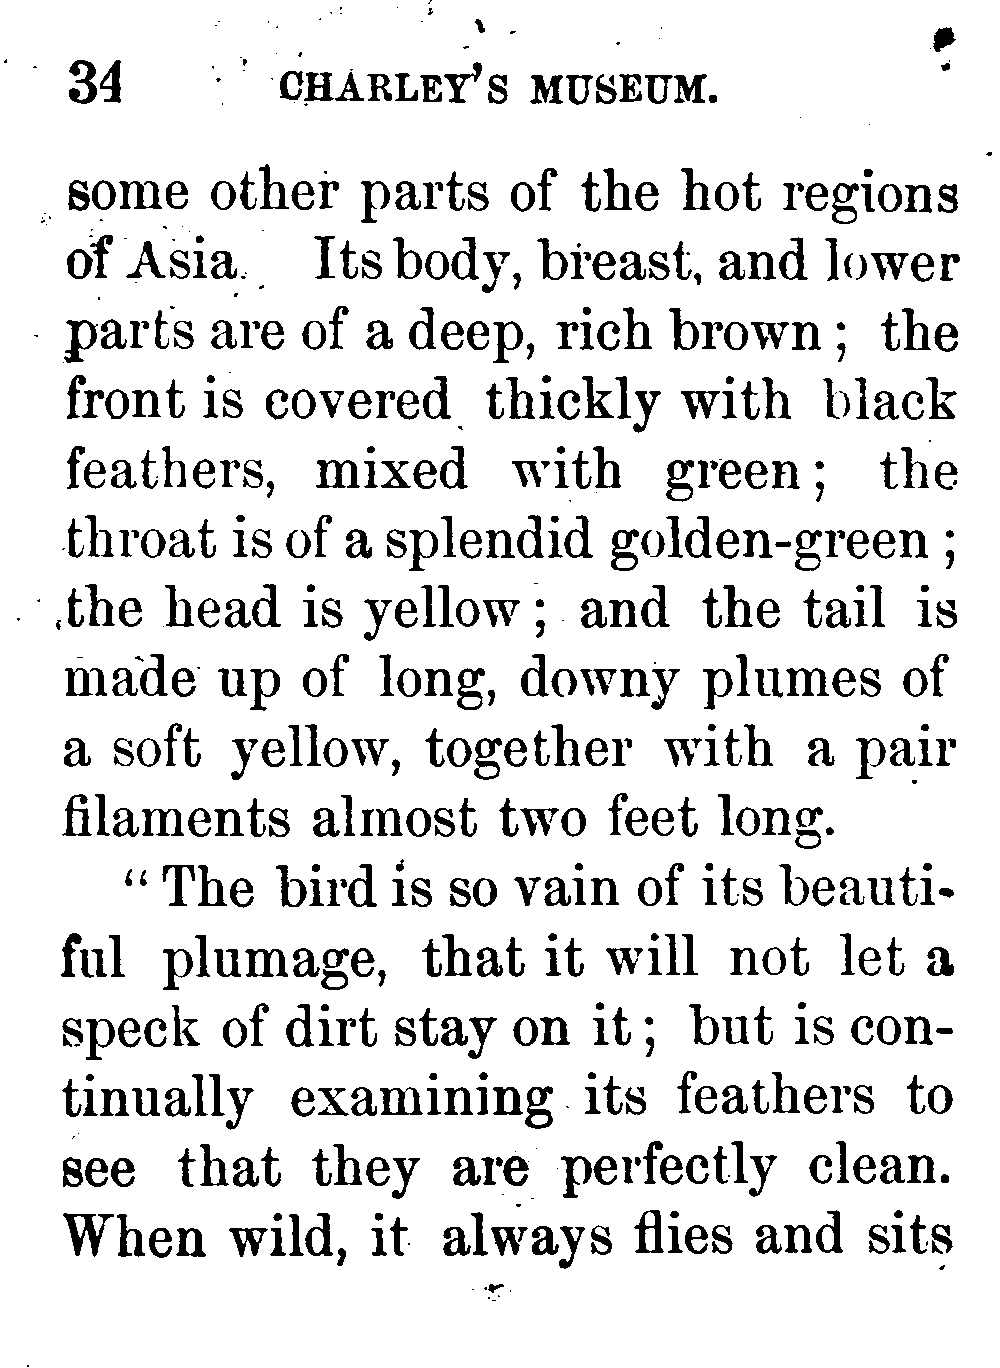 34 CHARLEY'S MUSEUM.
some other parts of the hot regions
of Asia. Its body, breast, and lower
parts are of a deep, rich brown ; the
front is covered thickly with black
feathers, mixed with green ; the
throat is of a splendid golden-green ;
the head is yellow ; and the tail is
made up of long, downy plumes of
a soft yellow, together with a pair
filaments almost two feet long.
" The bird is so vain of its beauti-
ful plumage, that it will not let a
speck of dirt stay on it ; but is con-
tinually examining its feathers to
see that they are perfectly clean.
When wild, it always flies and sits